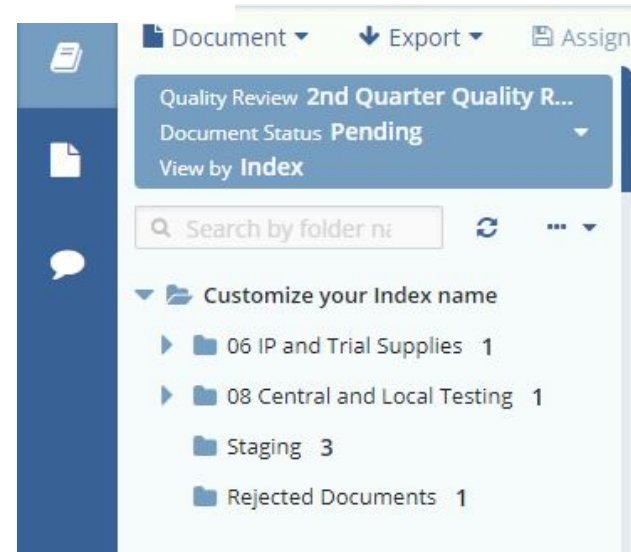 Document Export Assign
Quality Review 2nd Quarter Quality R...
Document Status Pending
View by Index
Search by folder na
Customize your Index name
06 IP and Trial Supplies 1
08 Central and Local Testing 1
Staging 3
Rejected Documents 1